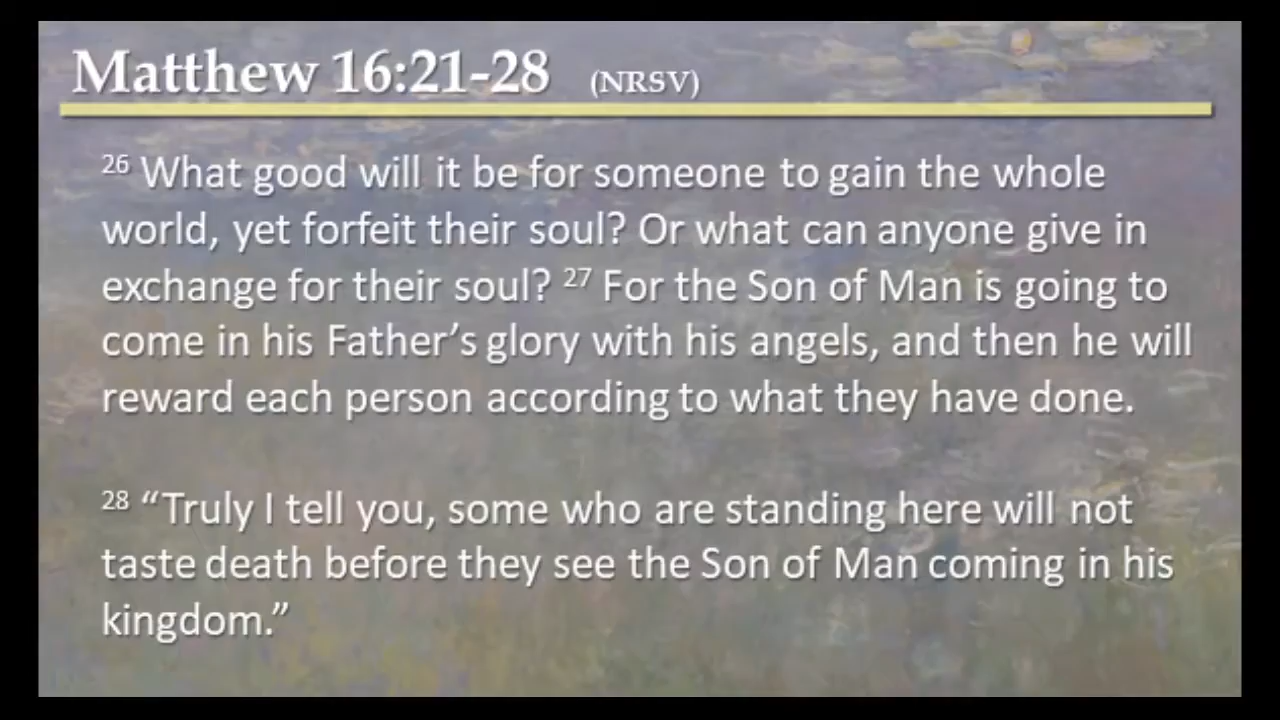 Matthew 16:21-28 (NRSV)
26 What good will it be for someone to gain the whole
world, yet forfeit their soul? Or what can anyone give in
exchange for their soul? 27 For the Son of Man is going to
come in his Father’s glory with his angels, and then he will
reward each person according to what they have done.
28 “Truly I tell you, some who are standing here will not
taste death before they see the Son of Man coming in his
kingdom.”